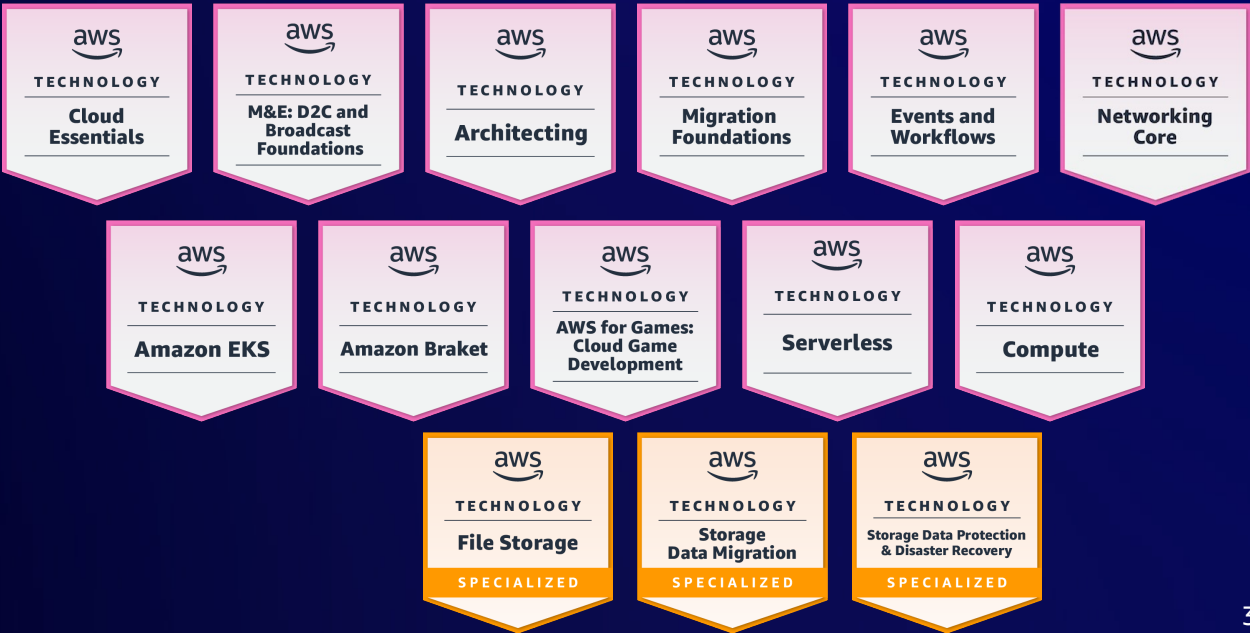 aws
TECHNOLOGY
Cloud
Essentials
aws
TECHNOLOGY
M&E: D2C and
Broadcast
Foundations
aws
TECHNOLOGY
Architecting
aws
TECHNOLOGY
Migration
Foundations
aws
TECHNOLOGY
Events and
Workflows
aws
TECHNOLOGY
Networking
Core
aws
TECHNOLOGY
Amazon EKS
aws
TECHNOLOGY
Amazon Braket
aws
TECHNOLOGY
AWS for Games:
Cloud Game
Development
aws
TECHNOLOGY
Serverless
aws
TECHNOLOGY
Compute
aws
TECHNOLOGY
File Storage
SPECIALIZED
aws
TECHNOLOGY
Storage
Data Migration
SPECIALIZED
aws
TECHNOLOGY
Storage Data Protection
& Disaster Recovery
SPECIALIZED